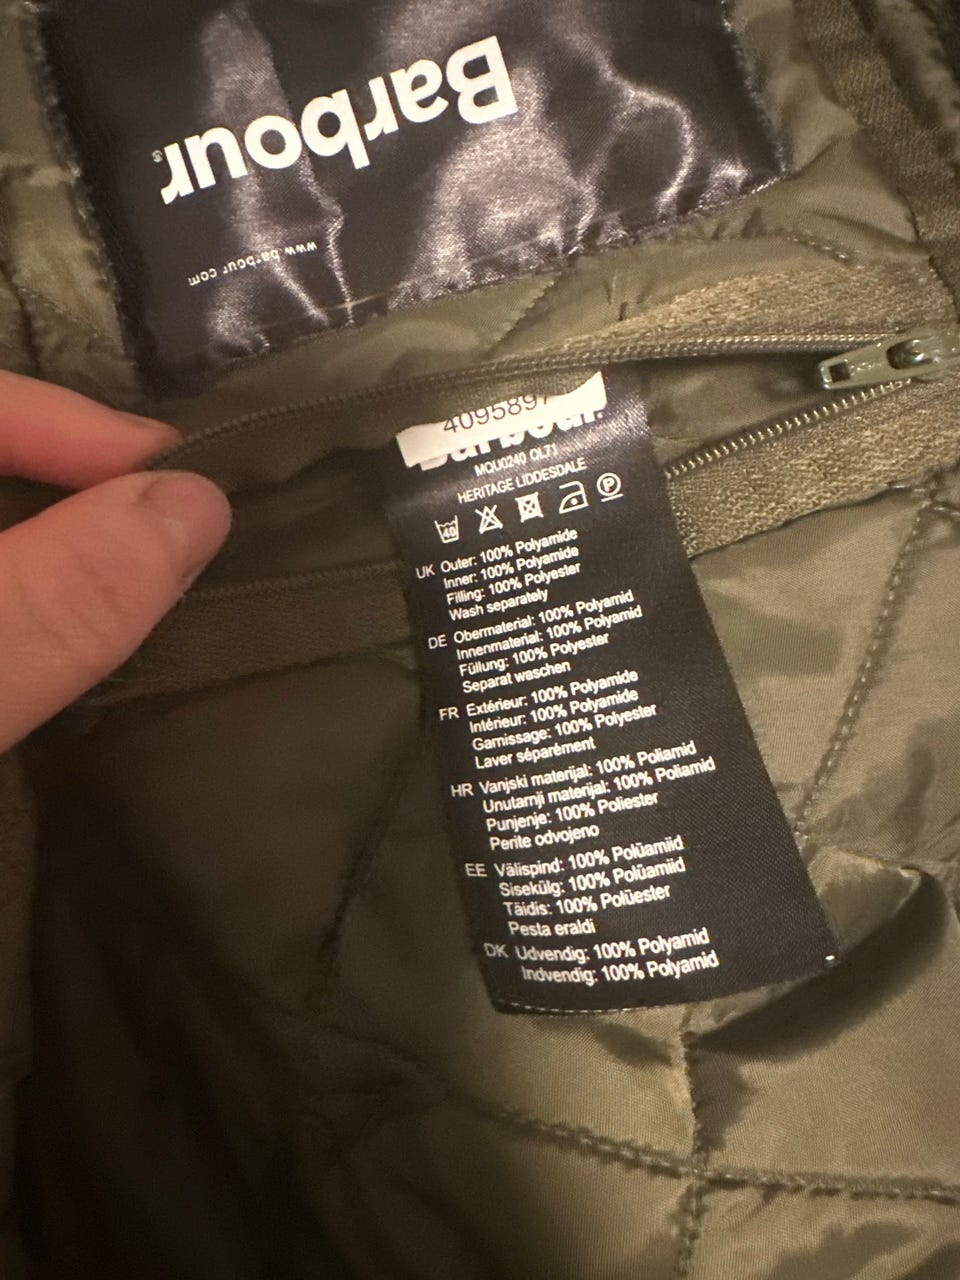 Barbour
www.barbour.com
4095897
Barbour
MQU0240 OL71
HERITAGE LIDDESDALE
40 P
UK Outer: 100% Polyamide
Inner: 100% Polyamide
Filling: 100% Polyester
Wash separately
DE Obermaterial: 100% Polyamid
Innenmaterial: 100% Polyamid
Füllung: 100% Polyester
Separat waschen
FR Extérieur: 100% Polyamide
Intérieur: 100% Polyamide
Garnissage: 100% Polyester
Laver séparément
HR Vanjski materijal: 100% Poliamid
Unutarnji materijal: 100% Poliamid
Punjenje: 100% Poliester
Perite odvojeno
EE Välispind: 100% Polüamiid
Sisekülg: 100% Polüamiid
Täidis: 100% Polüester
Pesta eraldi
DK Udvendig: 100% Polyamid
Indvendig: 100% Polyamid